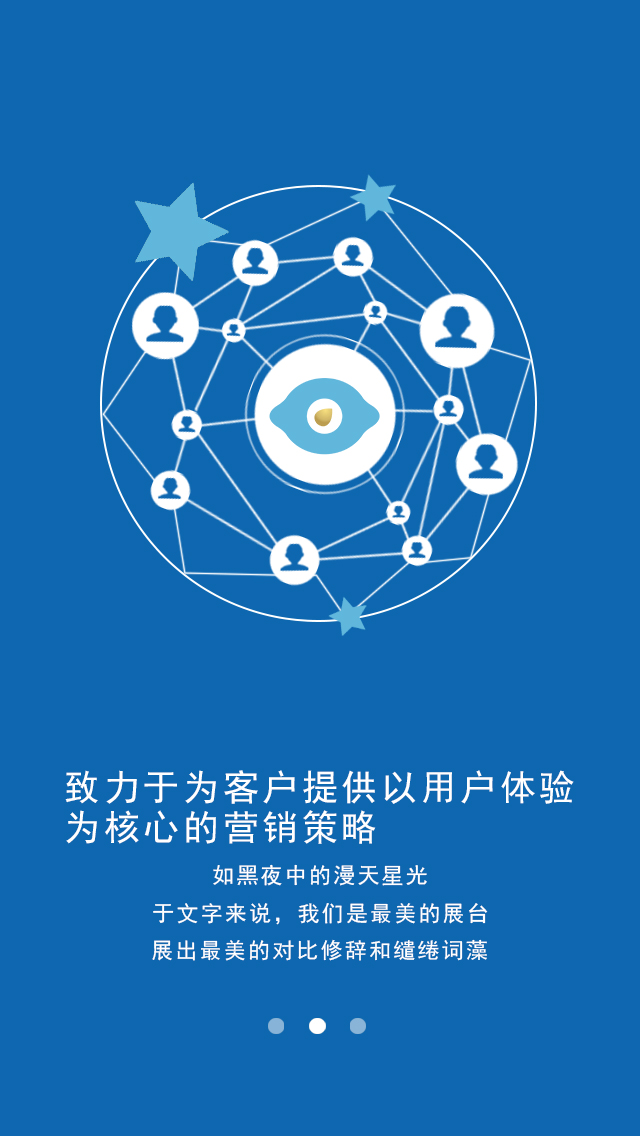 致力于为客户提供以用户体验
为核心的营销策略
如黑夜中的漫天星光
于文字来说，我们是最美的展台
展出最美的对比修辞和缱绻词藻